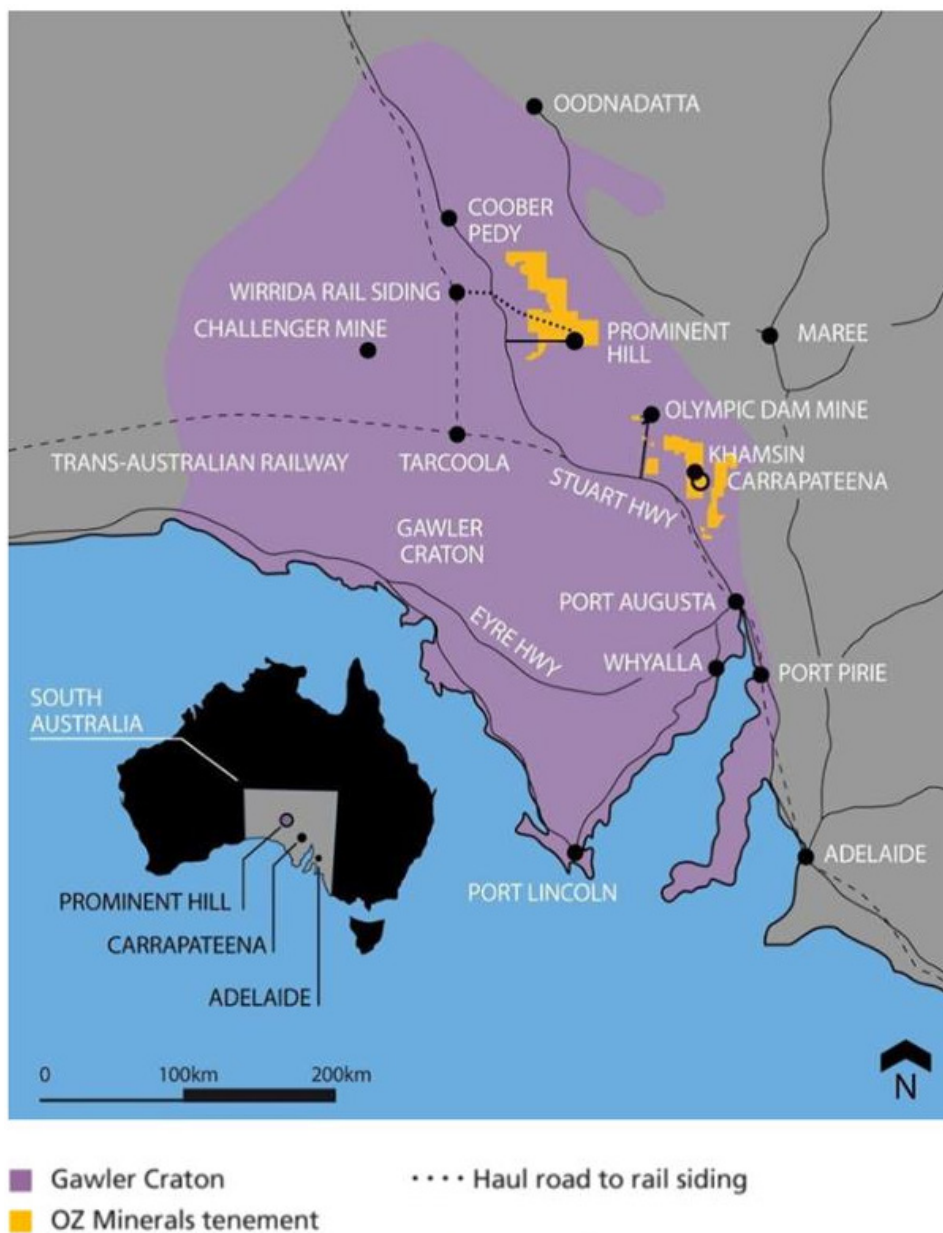 OODNADATTA
COOBER
PEDY
WIRRIDA RAIL SIDING
CHALLENGER MINE
PROMINENT
HILL
MAREE
OLYMPIC DAM MINE
TRANS-AUSTRALIAN RAILWAY
TARCOOLA
KHAMSIN
CARRAPATEENA
STUART HWY
GAWLER
CRATON
PORT AUGUSTA
EYRE HWY
WHYALLA
PORT PIRIE
SOUTH
AUSTRALIA
ADELAIDE
PORT LINCOLN
PROMINENT HILL
CARRAPATEENA
ADELAIDE
0 100km 200km
N
Gawler Craton
Haul road to rail siding
OZ Minerals tenement